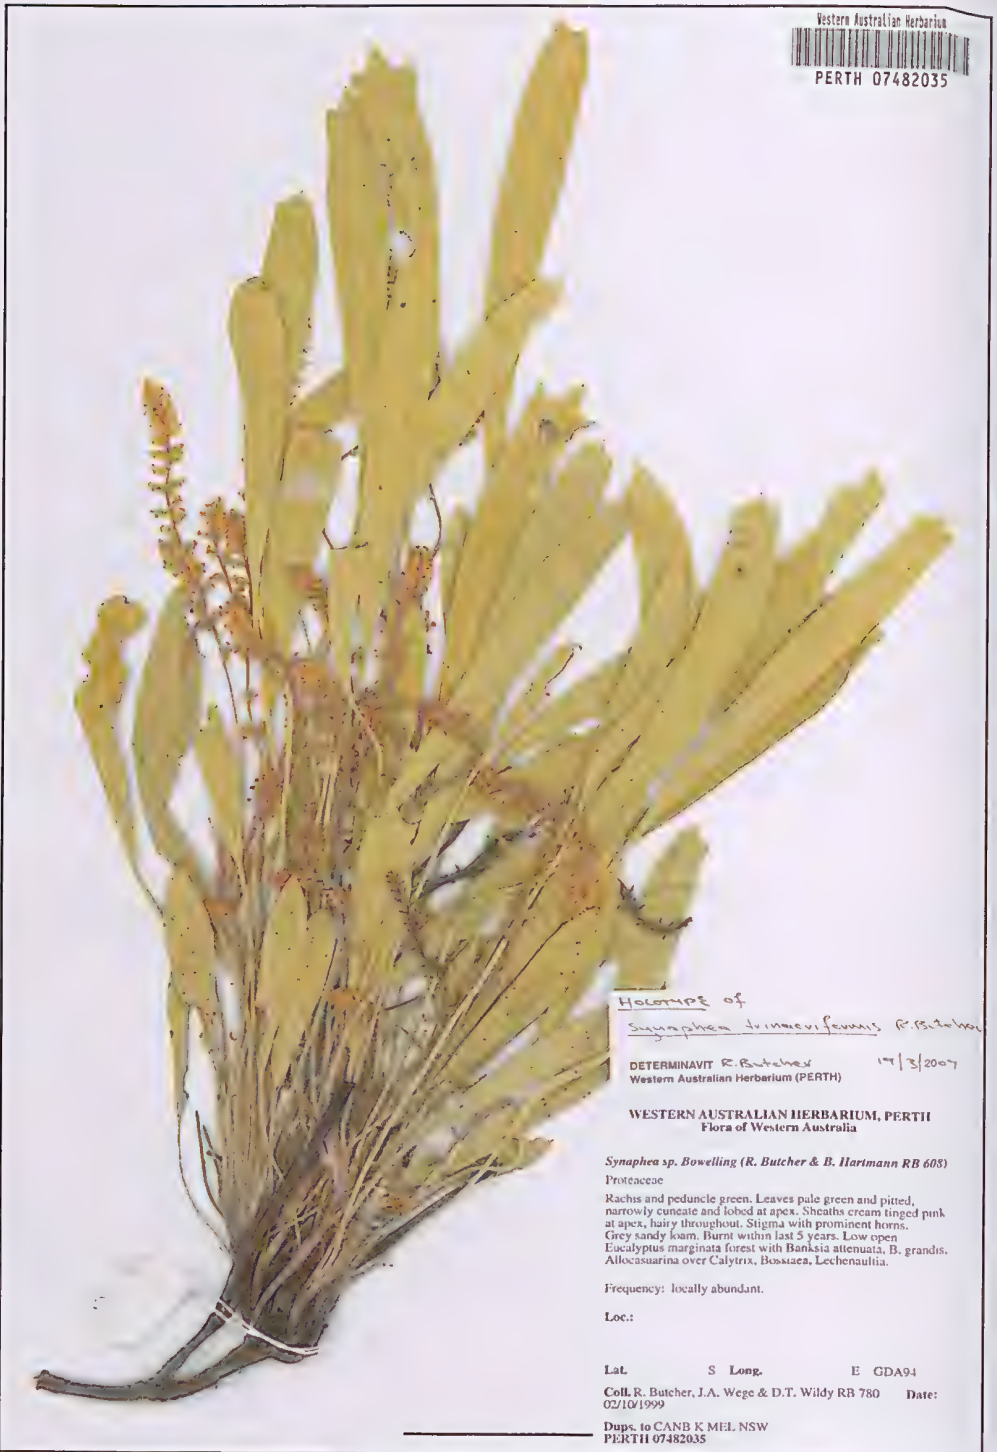 Western Australian Herbarium
PERTH 07482035
HOLOTYPE of
Synaphea trinacriformis R.Butcher
DETERMINAVIT R.Butcher 19/3/2007
Western Australian Herbarium (PERTH)
WESTERN AUSTRALIAN HERBARIUM, PERTH
Flora of Western Australia
Synaphea sp. Bowelling (R. Butcher & B. Hartmann RB 608)
Proteaceae
Rachis and peduncle green. Leaves pale green and pitted,
narrowly cuneate and lobed at apex. Sheaths cream tinged pink
at apex, hairy throughout. Stigma with prominent horns.
Grey sandy loam. Burnt within last 5 years. Low open
Eucalyptus marginata forest with Banksia attenuata, B. grandis,
Allocasuarina over Calytrix, Bossiaea, Lechenaultia.
Frequency: locally abundant.
Loc.:
Lat. S Long. E GDA94
Coll. R. Butcher, J.A. Wege & D.T. Wildy RB 780 Date:
02/10/1999
Dups. to CANB K MEL NSW
PERTH 07482035